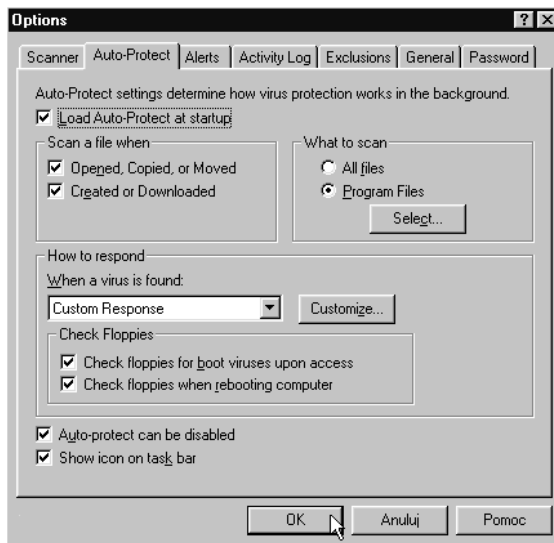 Options
Scanner Auto-Protect Alerts Activity Log Exclusions General Password
Auto-Protect settings determine how virus protection works in the background.
Load Auto-Protect at startup
Scan a file when
Opened, Copied, or Moved
Created or Downloaded
What to scan
All files
Program Files
Select...
How to respond
When a virus is found:
Custom Response
Customize...
Check Floppies
Check floppies for boot viruses upon access
Check floppies when rebooting computer
Auto-protect can be disabled
Show icon on task bar
OK Anuluj Pomoc